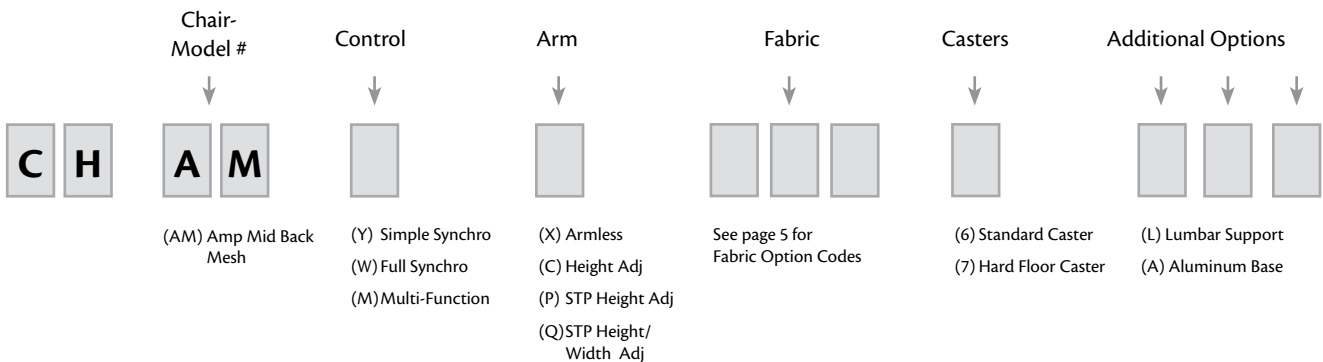 Chair-
Model #
Control
Arm
Fabric
Casters
Additional Options
C H A M
(AM) Amp Mid Back
Mesh
(Y) Simple Synchro
(W) Full Synchro
(M) Multi-Function
(X) Armless
(C) Height Adj
(P) STP Height Adj
(Q) STP Height/
Width Adj
See page 5 for
Fabric Option Codes
(6) Standard Caster
(7) Hard Floor Caster
(L) Lumbar Support
(A) Aluminum Base